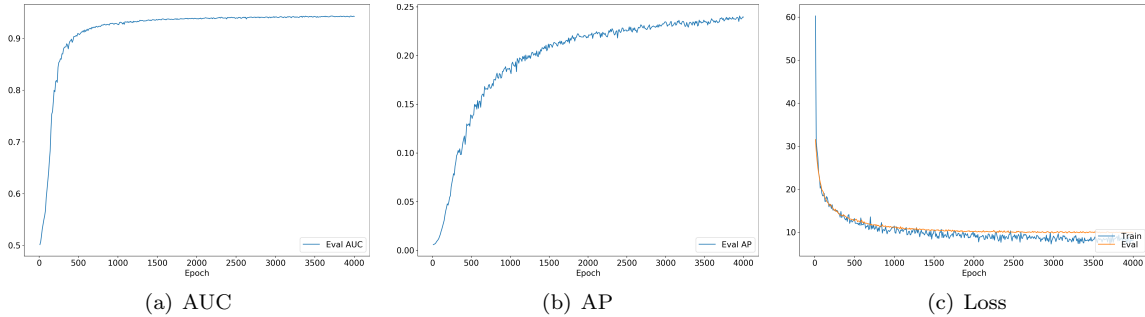 0.9
0.8
0.7
0.6
0.5
0 500 1000 1500 2000 2500 3000 3500 4000
Epoch
Eval AUC
(a) AUC
0.25
0.20
0.15
0.10
0.05
0.00
0 500 1000 1500 2000 2500 3000 3500 4000
Epoch
Eval AP
(b) AP
60
50
40
30
20
10
0 500 1000 1500 2000 2500 3000 3500 4000
Epoch
Train
Eval
(c) Loss